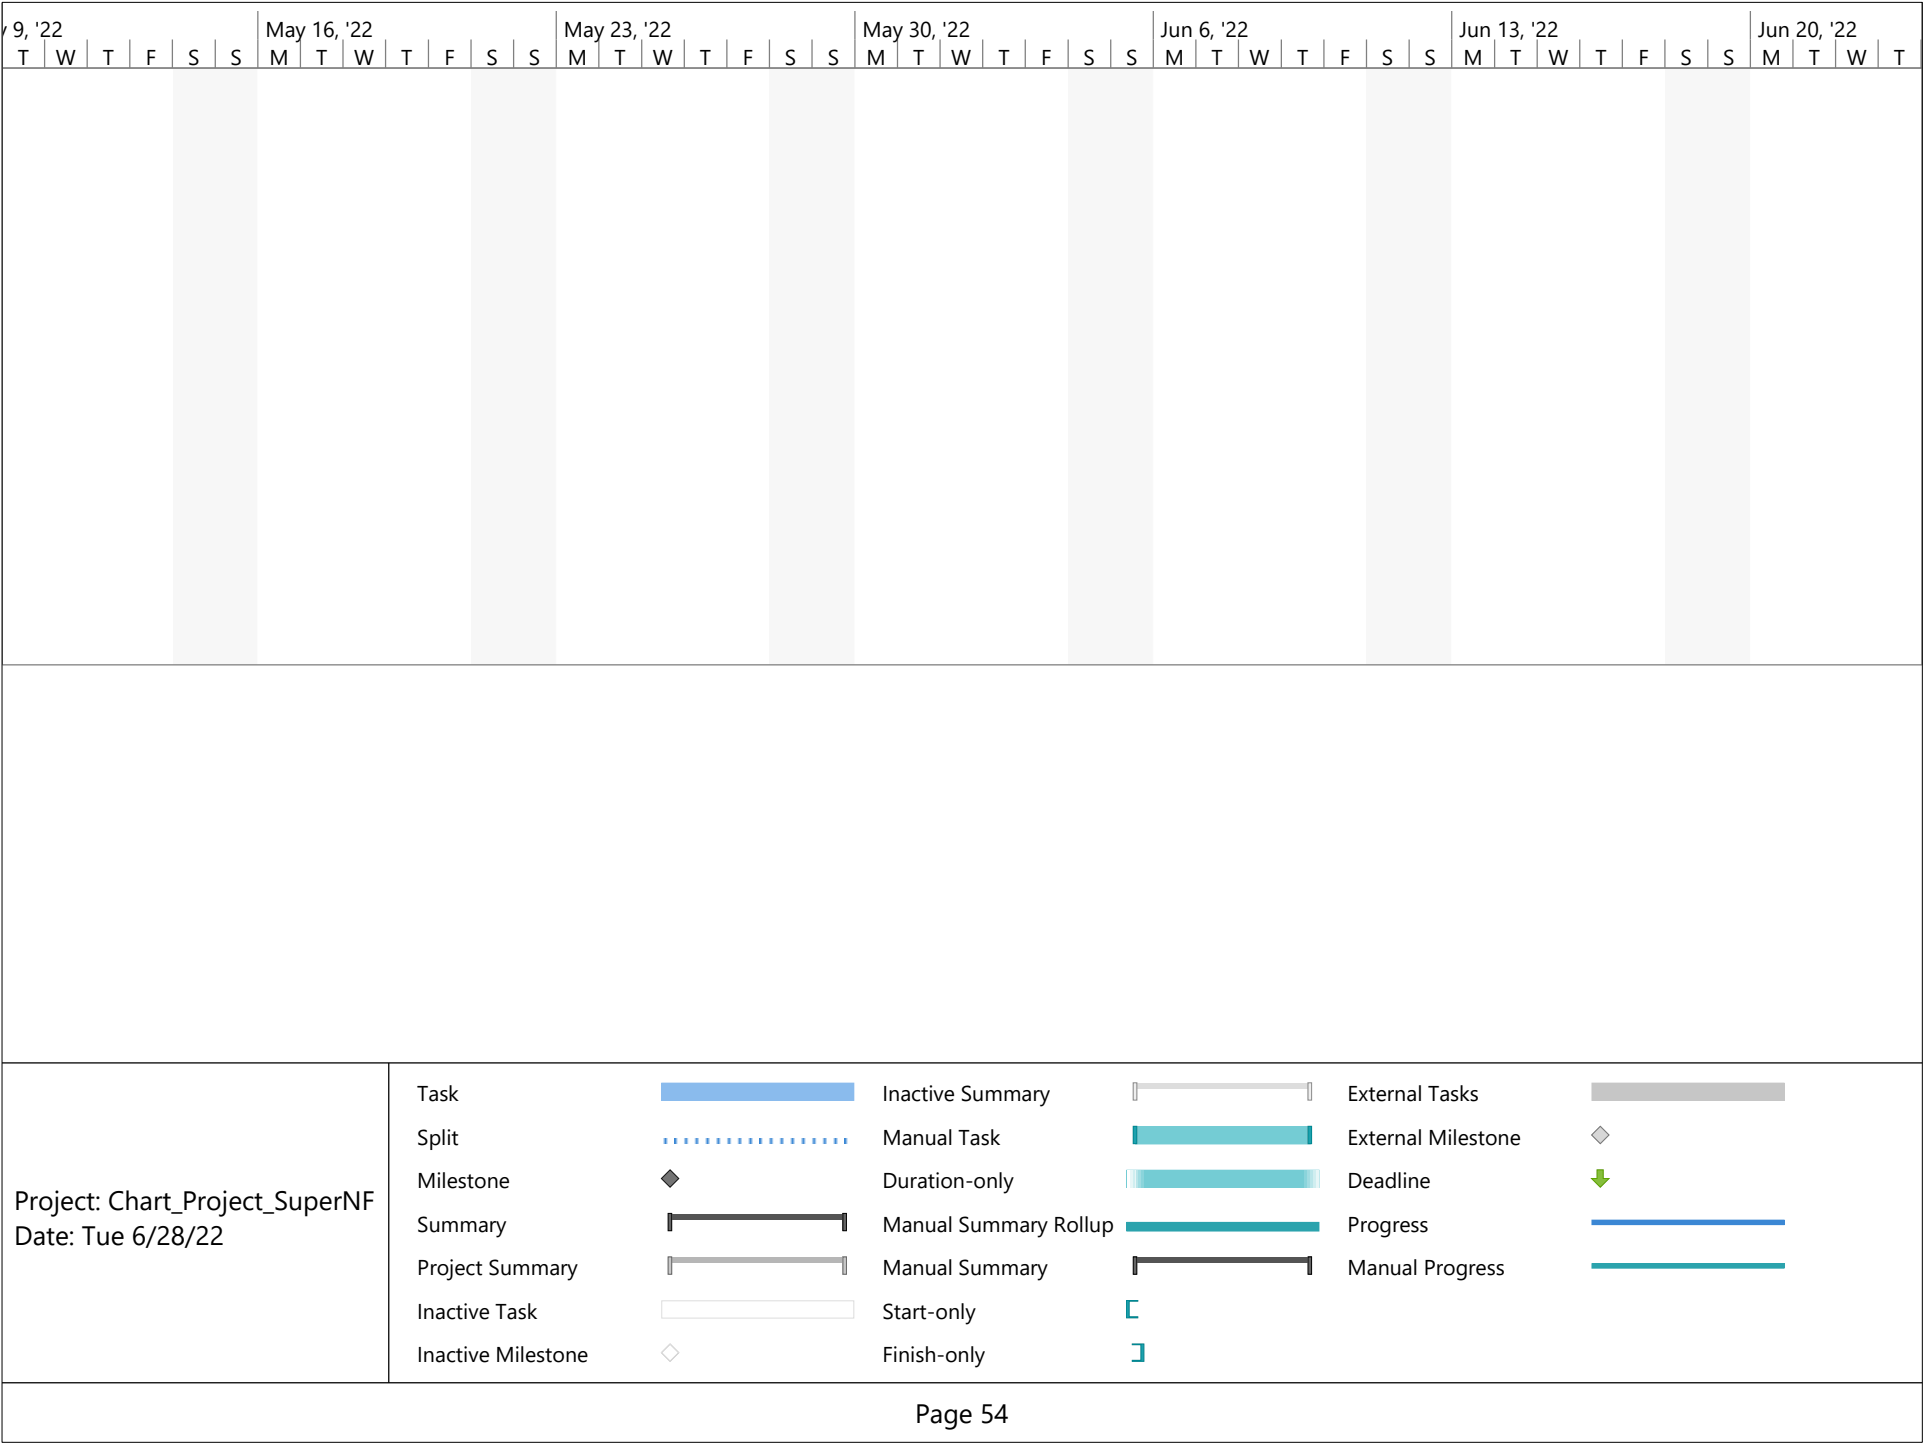 9, '22 May 16, '22 May 23, '22 May 30, '22 Jun 6, '22 Jun 13, '22 Jun 20, '22
T W T F S S M T W T F S S M T W T F S S M T W T F S S M T W T F S S M T W T F S S M T W T
Task Inactive Summary External Tasks
Split Manual Task External Milestone
Milestone Duration-only Deadline
Summary Manual Summary Rollup Progress
Project Summary Manual Summary Manual Progress
Inactive Task Start-only
Inactive Milestone Finish-only
Project: Chart_Project_SuperNF
Date: Tue 6/28/22
Page 54